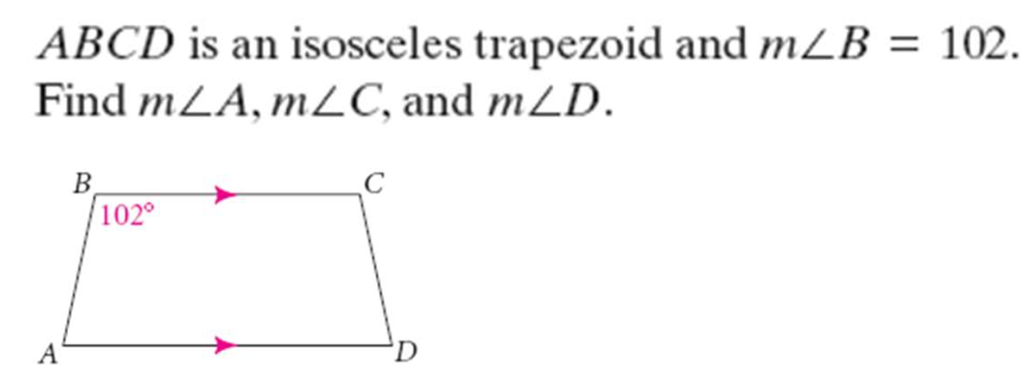 ABCD is an isosceles trapezoid and m∠B = 102.
Find m∠A, m∠C, and m∠D.
B C
102°
A D